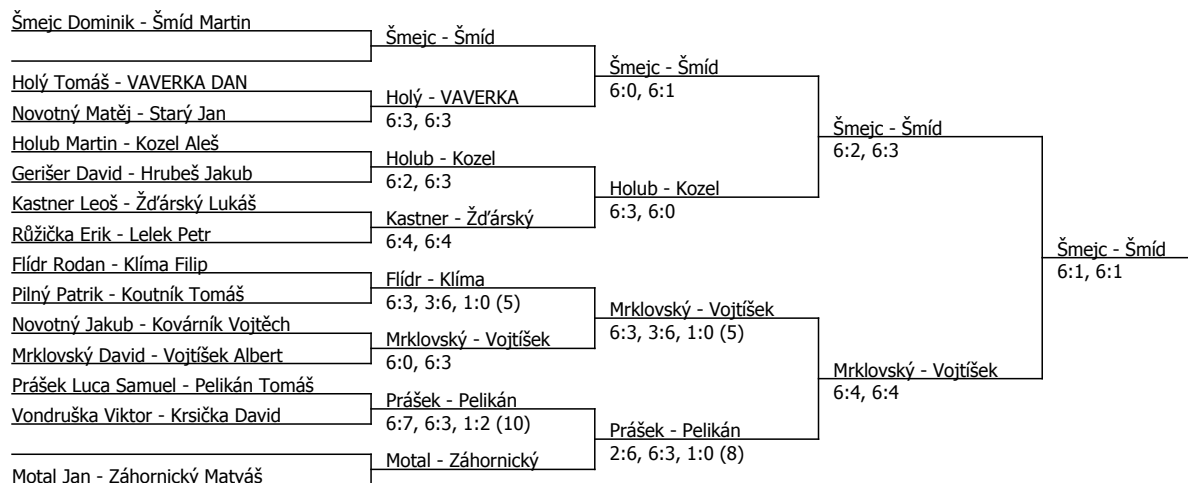 Šmejc Dominik - Šmíd Martin
Holý Tomáš - VAVERKA DAN
Novotný Matěj - Starý Jan
Holub Martin - Kozel Aleš
Gerišer David - Hrubeš Jakub
Kastner Leoš - Žďárský Lukáš
Růžička Erik - Lelek Petr
Flídr Rodan - Klíma Filip
Pilný Patrik - Koutník Tomáš
Novotný Jakub - Kovárník Vojtěch
Mrklovský David - Vojtíšek Albert
Prášek Luca Samuel - Pelikán Tomáš
Vondruška Viktor - Krsička David
Motal Jan - Záhornický Matyáš
Šmejc - Šmíd
Holý - VAVERKA
6:3, 6:3
Holub - Kozel
6:2, 6:3
Kastner - Žďárský
6:4, 6:4
Flídr - Klíma
6:3, 3:6, 1:0 (5)
Mrklovský - Vojtíšek
6:0, 6:3
Prášek - Pelikán
6:7, 6:3, 1:2 (10)
Motal - Záhornický
Šmejc - Šmíd
6:0, 6:1
Holub - Kozel
6:3, 6:0
Mrklovský - Vojtíšek
6:3, 3:6, 1:0 (5)
Prášek - Pelikán
2:6, 6:3, 1:0 (8)
Šmejc - Šmíd
6:2, 6:3
Mrklovský - Vojtíšek
6:4, 6:4
Šmejc - Šmíd
6:1, 6:1